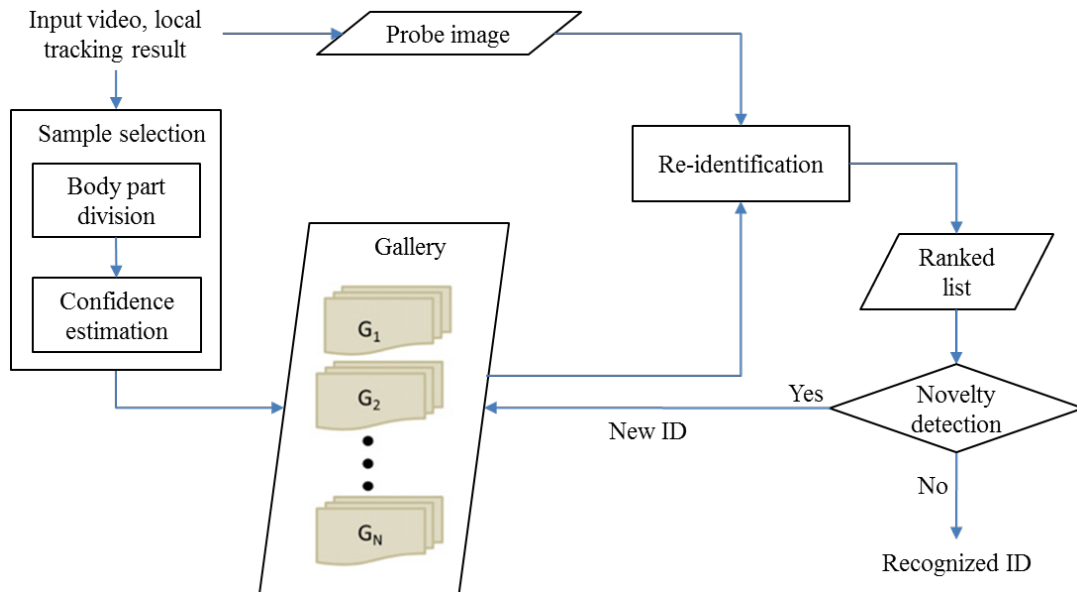 Input video, local
tracking result
Probe image
Sample selection
Body part
division
Confidence
estimation
Gallery
G1
G2
GN
Re-identification
Ranked
list
Novelty
detection
Yes
New ID
No
Recognized ID